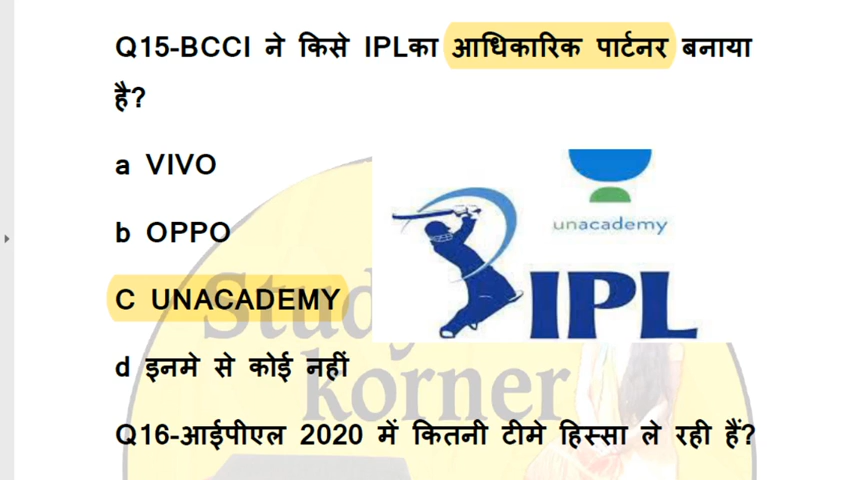 Q15-BCCI ने किसे IPLका आधिकारिक पार्टनर बनाया
है?
a VIVO
unacademy
b OPPO
C UNACADEMY
IPL
Study
korner
d इनमे से कोई नहीं
Q16-आईपीएल 2020 में कितनी टीमे हिस्सा ले रही हैं?